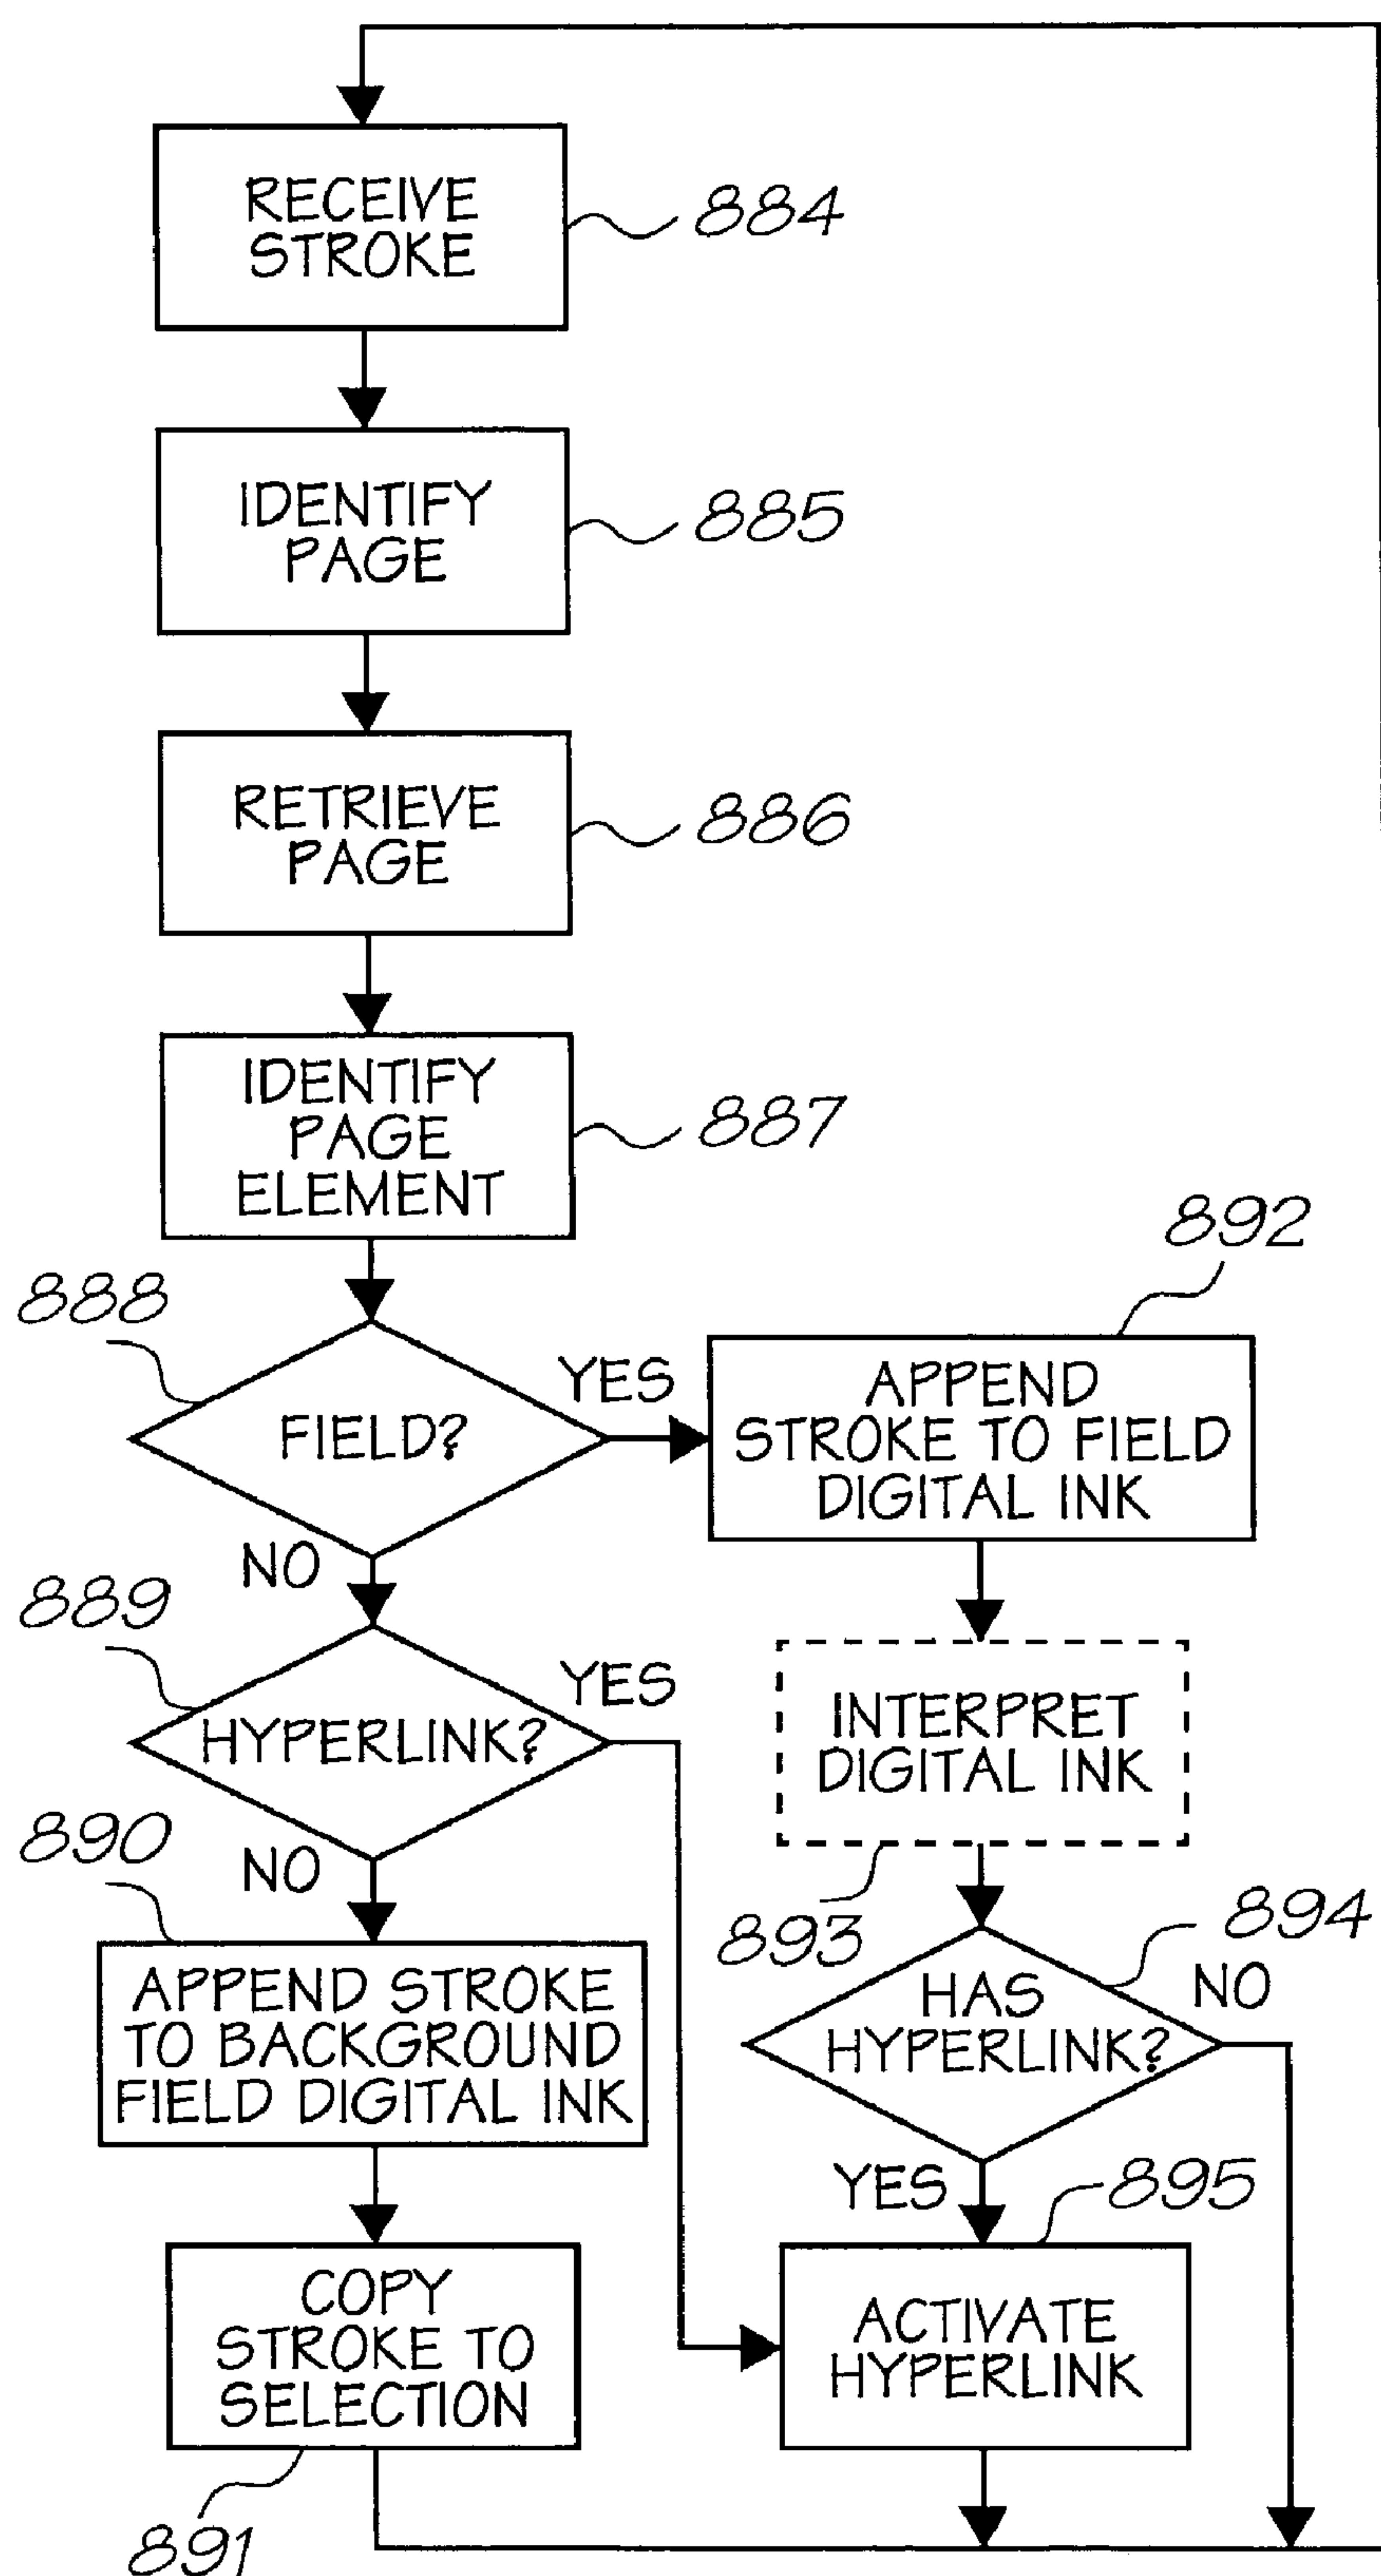 RECEIVE
STROKE
884
IDENTIFY
PAGE
885
RETRIEVE
PAGE
886
IDENTIFY
PAGE
ELEMENT
887
888
FIELD?
YES
NO
892
APPEND
STROKE TO FIELD
DIGITAL INK
889
HYPERLINK?
YES
NO
INTERPRET
DIGITAL INK
893
890
APPEND STROKE
TO BACKGROUND
FIELD DIGITAL INK
894
HAS
HYPERLINK?
NO
YES
895
COPY
STROKE TO
SELECTION
891
ACTIVATE
HYPERLINK